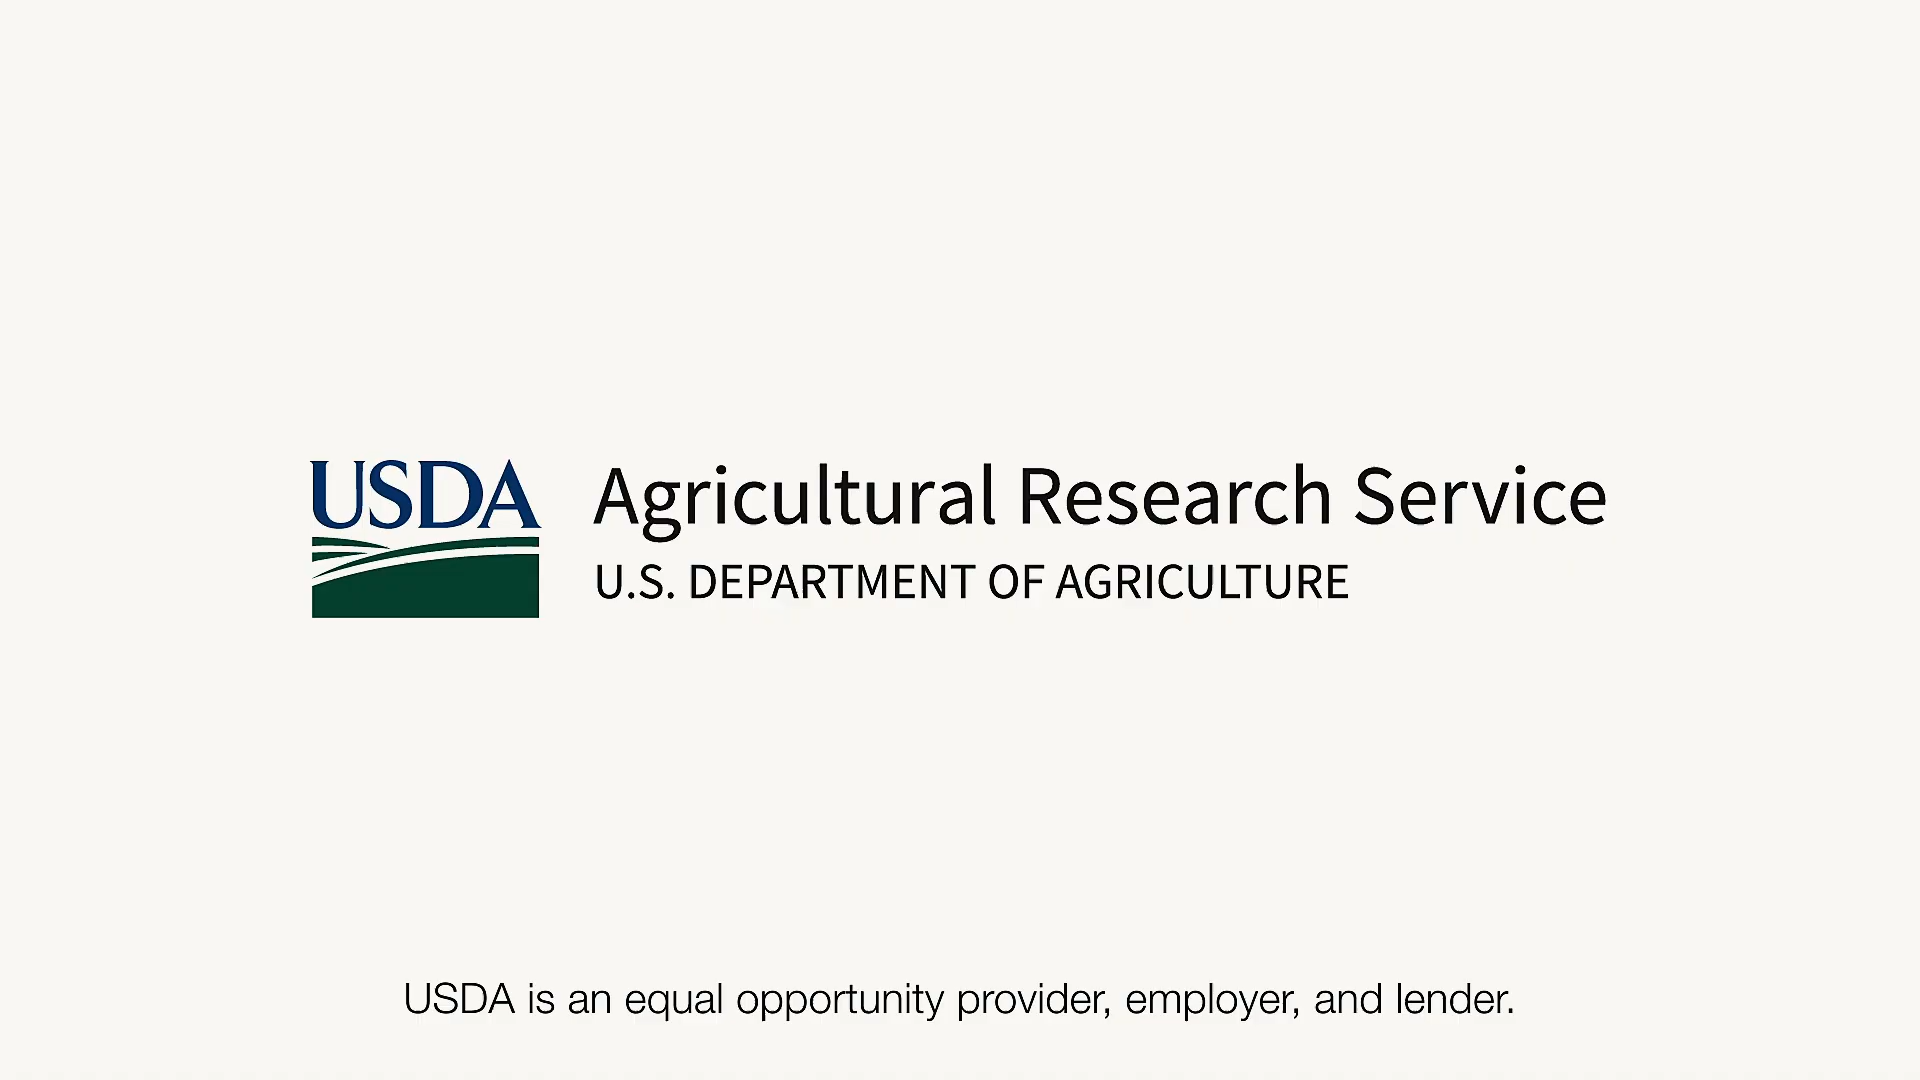 USDA
Agricultural Research Service
U.S. DEPARTMENT OF AGRICULTURE
USDA is an equal opportunity provider, employer, and lender.